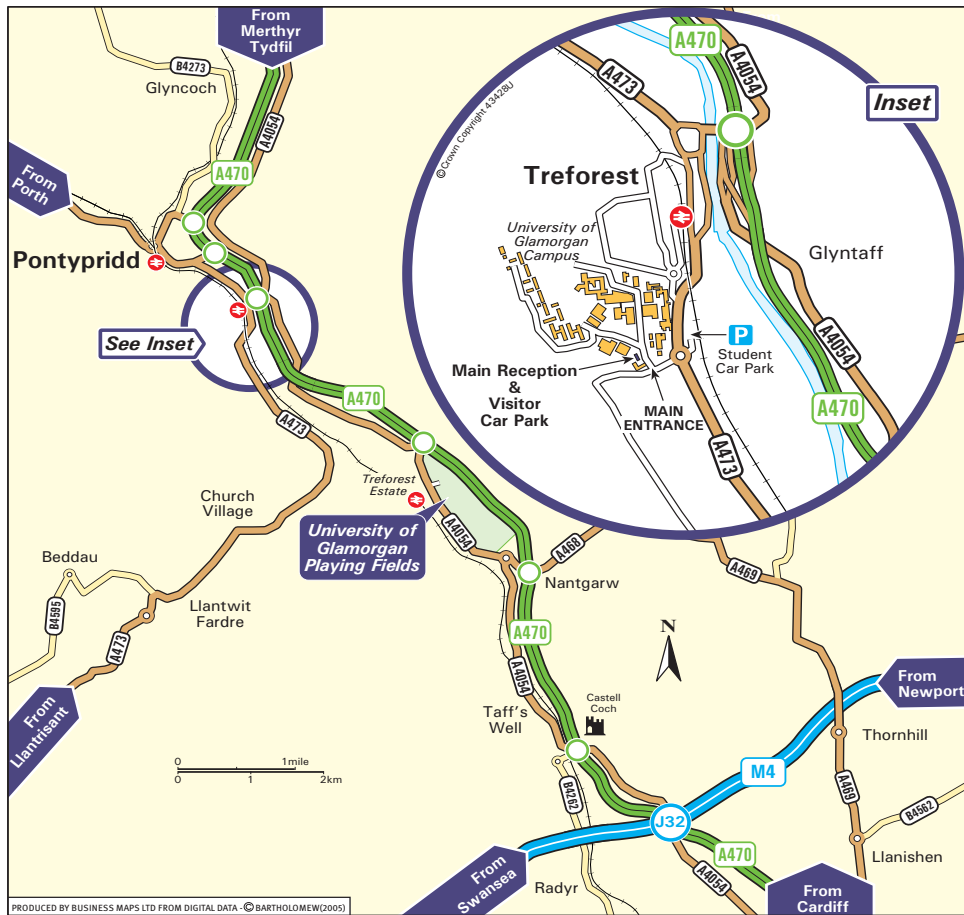 From
Merthyr
Tydfil
B4273
Glyncoch
A4054
A470
From
Porth
Pontypridd
See Inset
A470
A473
Church
Village
Treforest
Estate
University of
Glamorgan
Playing Fields
A4054
A468
Nantgarw
Beddau
B4595
Llantwit
Fardre
A473
From
Llantrisant
A470
A4054
Taff's
Well
Castell
Coch
N
0 1mile
0 1 2km
B4262
Radyr
From
Swansea
J32
M4
A470
A4054
From
Cardiff
From
Newport
Thornhill
A469
A469
B4562
Llanishen
Inset
©Crown Copyright 43428U
A473
A470
A4054
Treforest
University of
Glamorgan
Campus
Glyntaff
P
Student
Car Park
Main Reception
&
Visitor
Car Park
MAIN
ENTRANCE
A473
A4054
A470
PRODUCED BY BUSINESS MAPS LTD FROM DIGITAL DATA - ©BARTHOLOMEW(2005)